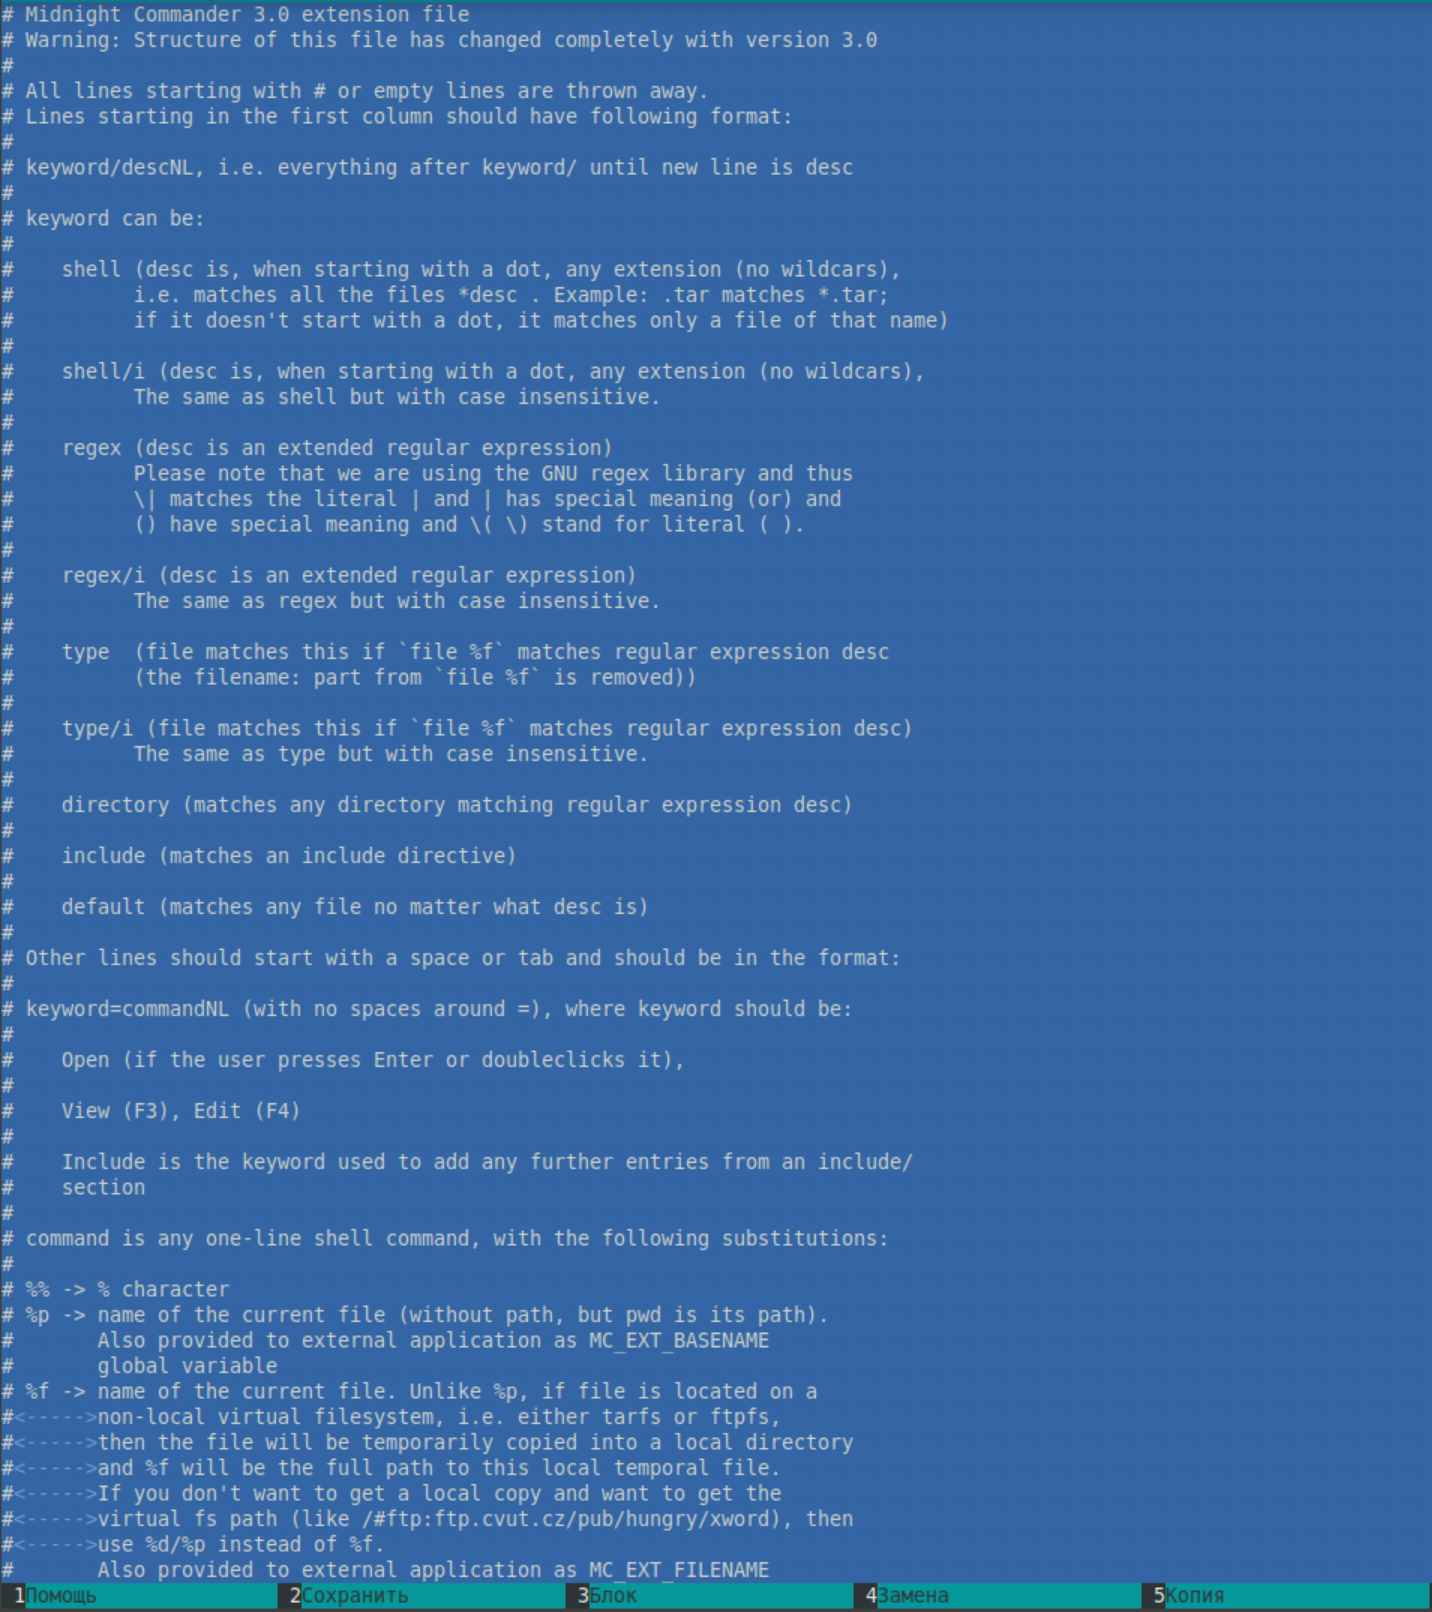 # Midnight Commander 3.0 extension file
# Warning: Structure of this file has changed completely with version 3.0
#
# All lines starting with # or empty lines are thrown away.
# Lines starting in the first column should have following format:
#
# keyword/descNL, i.e. everything after keyword/ until new line is desc
#
# keyword can be:
#
#    shell (desc is, when starting with a dot, any extension (no wildcars),
#          i.e. matches all the files *desc . Example: .tar matches *.tar;
#          if it doesn't start with a dot, it matches only a file of that name)
#
#    shell/i (desc is, when starting with a dot, any extension (no wildcars),
#          The same as shell but with case insensitive.
#
#    regex (desc is an extended regular expression)
#          Please note that we are using the GNU regex library and thus
#          \| matches the literal | and | has special meaning (or) and
#          () have special meaning and \( \) stand for literal ( ).
#
#    regex/i (desc is an extended regular expression)
#          The same as regex but with case insensitive.
#
#    type  (file matches this if `file %f` matches regular expression desc
#          (the filename: part from `file %f` is removed))
#
#    type/i (file matches this if `file %f` matches regular expression desc)
#          The same as type but with case insensitive.
#
#    directory (matches any directory matching regular expression desc)
#
#    include (matches an include directive)
#
#    default (matches any file no matter what desc is)
#
# Other lines should start with a space or tab and should be in the format:
#
# keyword=commandNL (with no spaces around =), where keyword should be:
#
#    Open (if the user presses Enter or doubleclicks it),
#
#    View (F3), Edit (F4)
#
#    Include is the keyword used to add any further entries from an include/
#    section
#
# command is any one-line shell command, with the following substitutions:
#
# %% -> % character
# %p -> name of the current file (without path, but pwd is its path).
#       Also provided to external application as MC_EXT_BASENAME
#       global variable
# %f -> name of the current file. Unlike %p, if file is located on a
#<----->non-local virtual filesystem, i.e. either tarfs or ftpfs,
#<----->then the file will be temporarily copied into a local directory
#<----->and %f will be the full path to this local temporal file.
#<----->If you don't want to get a local copy and want to get the
#<----->virtual fs path (like /#ftp:ftp.cvut.cz/pub/hungry/xword), then
#<----->use %d/%p instead of %f.
#       Also provided to external application as MC_EXT_FILENAME
1Помощь 2Сохранить 3Блок 4Замена 5Копия